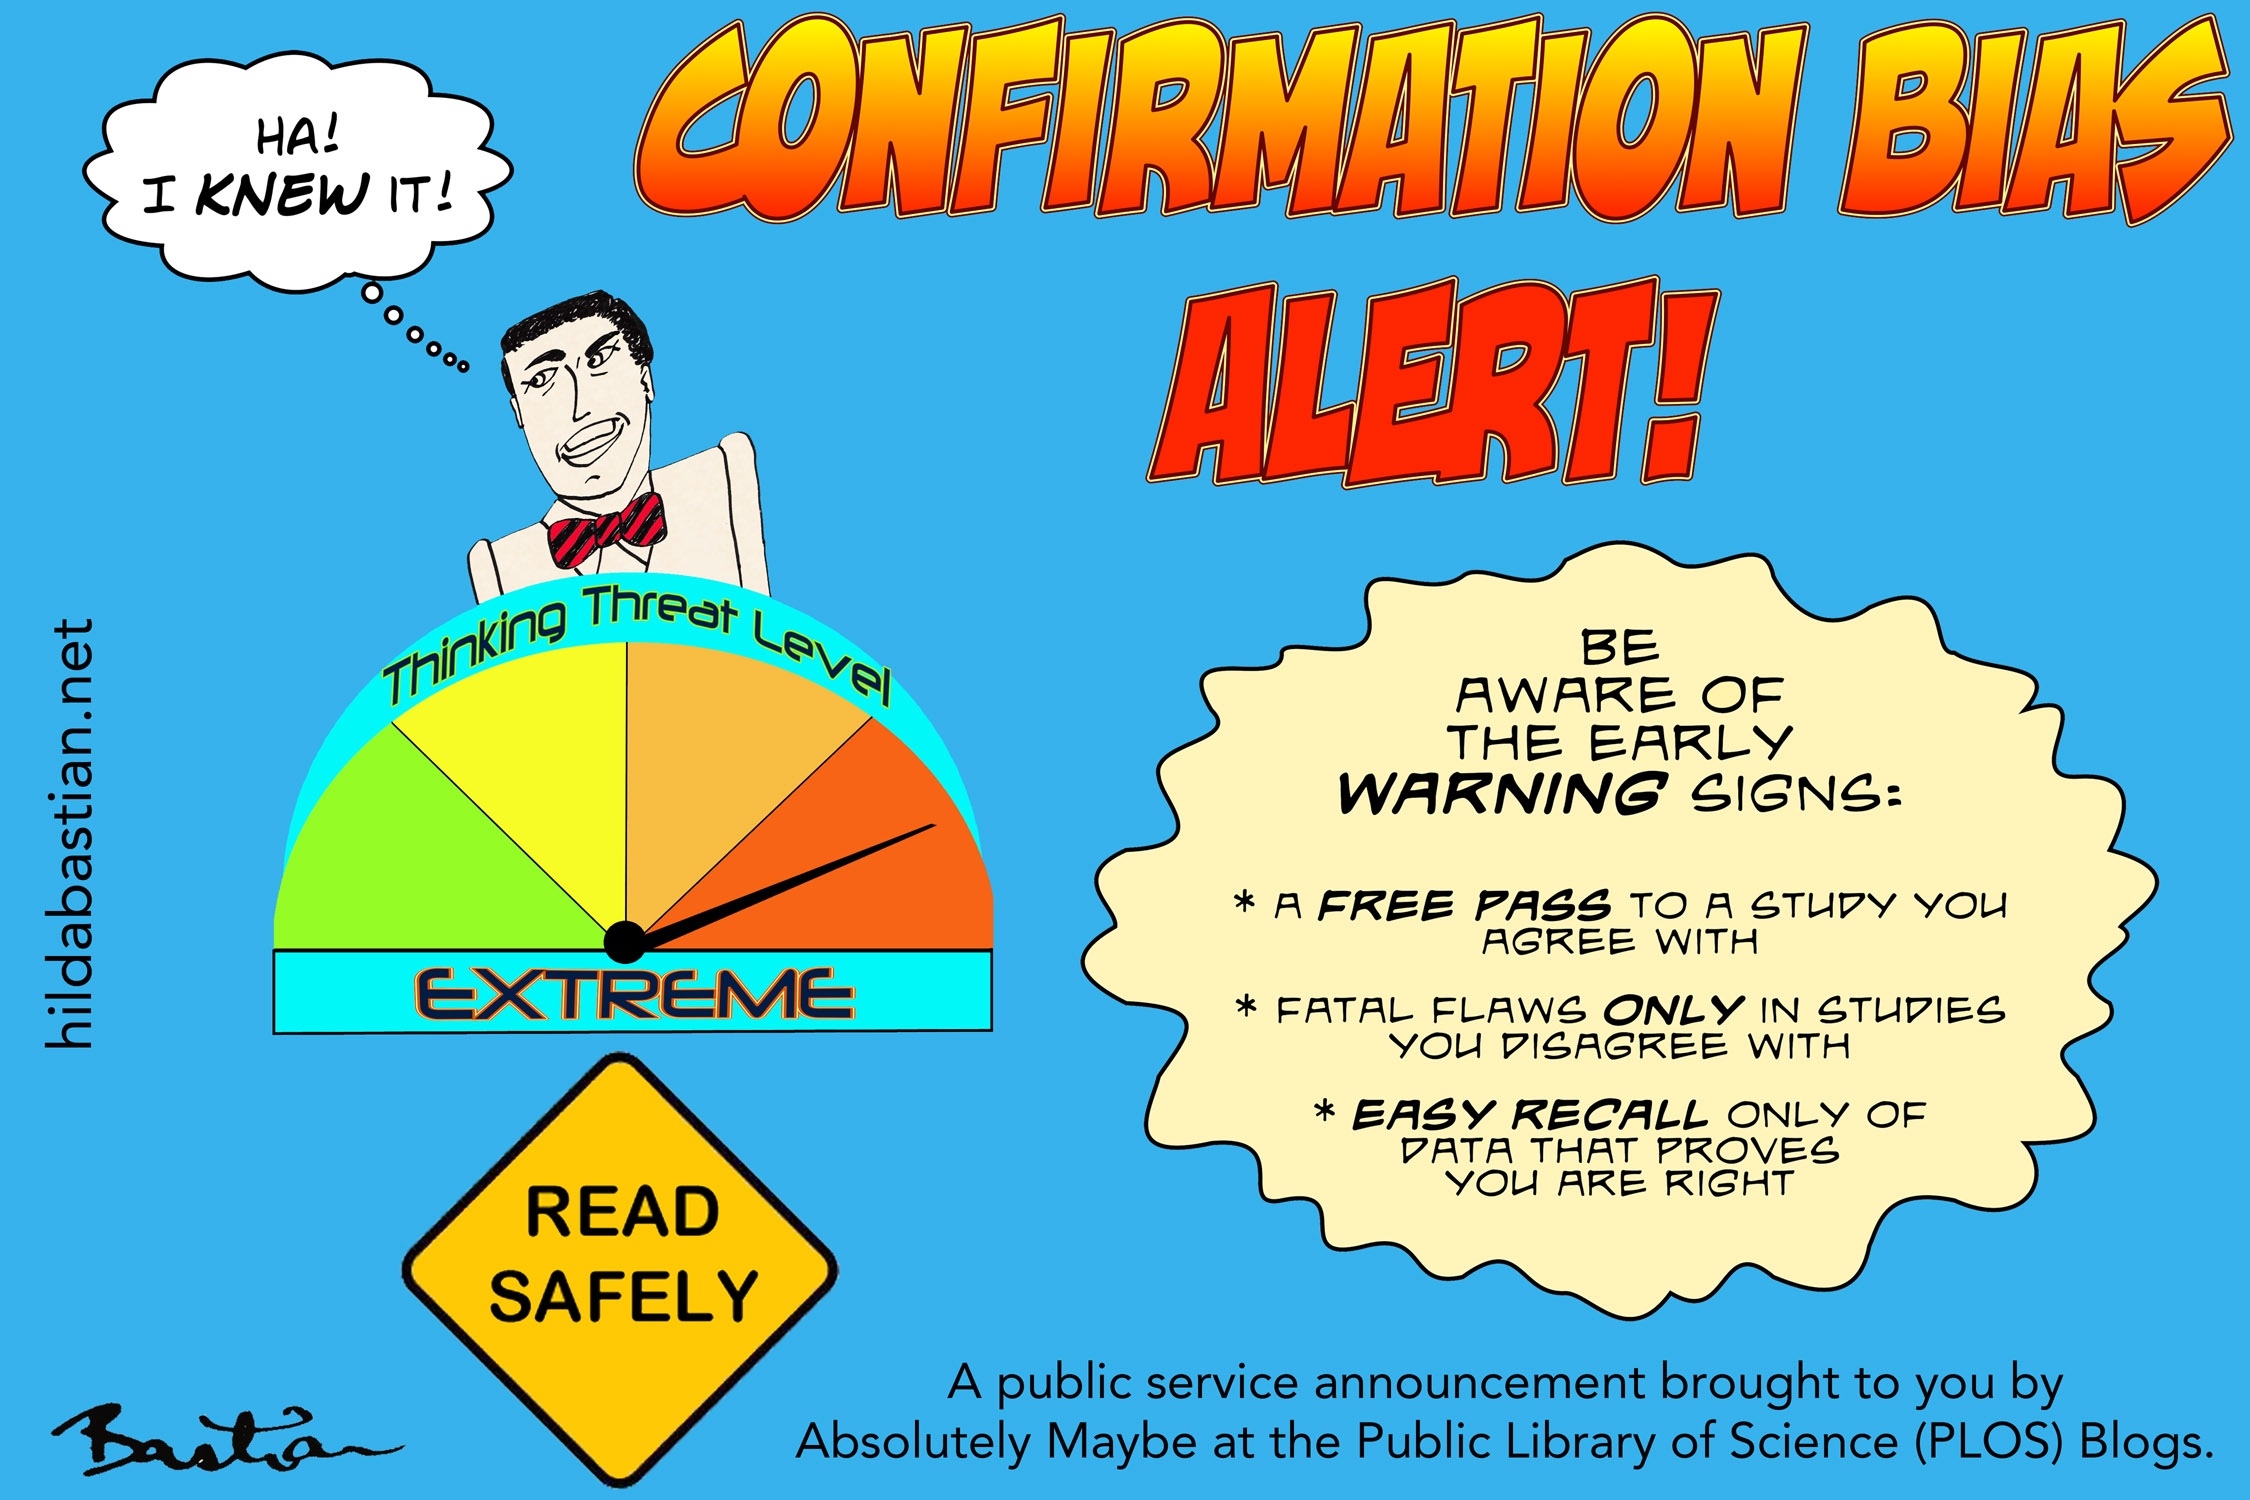 CONFIRMATION BIAS
ALERT!
HA!
I KNEW IT!
Thinking Threat Level
EXTREME
READ
SAFELY
BE
AWARE OF
THE EARLY
WARNING SIGNS:
* A FREE PASS TO A STUDY YOU
AGREE WITH
* FATAL FLAWS ONLY IN STUDIES
YOU DISAGREE WITH
* EASY RECALL ONLY OF
DATA THAT PROVES
YOU ARE RIGHT
hildabastian.net
Bastian
A public service announcement brought to you by
Absolutely Maybe at the Public Library of Science (PLOS) Blogs.